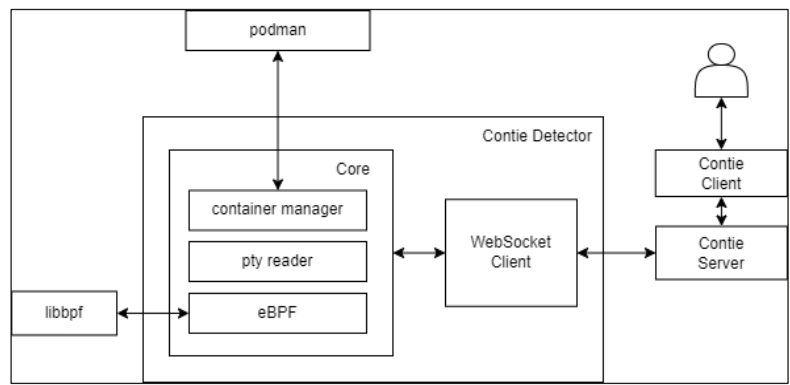 podman
Contie Detector
Core
container manager
pty reader
eBPF
libbpf
WebSocket
Client
Contie
Client
Contie
Server